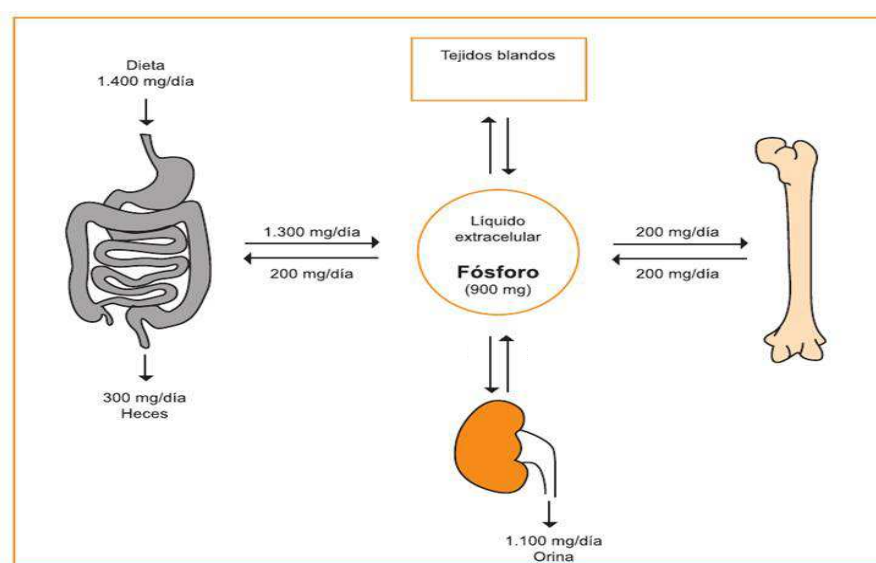 Dieta
1.400 mg/día
Tejidos blandos
1.300 mg/día
200 mg/día
Líquido
extracelular
Fósforo
(900 mg)
200 mg/día
200 mg/día
300 mg/día
Heces
1.100 mg/día
Orina